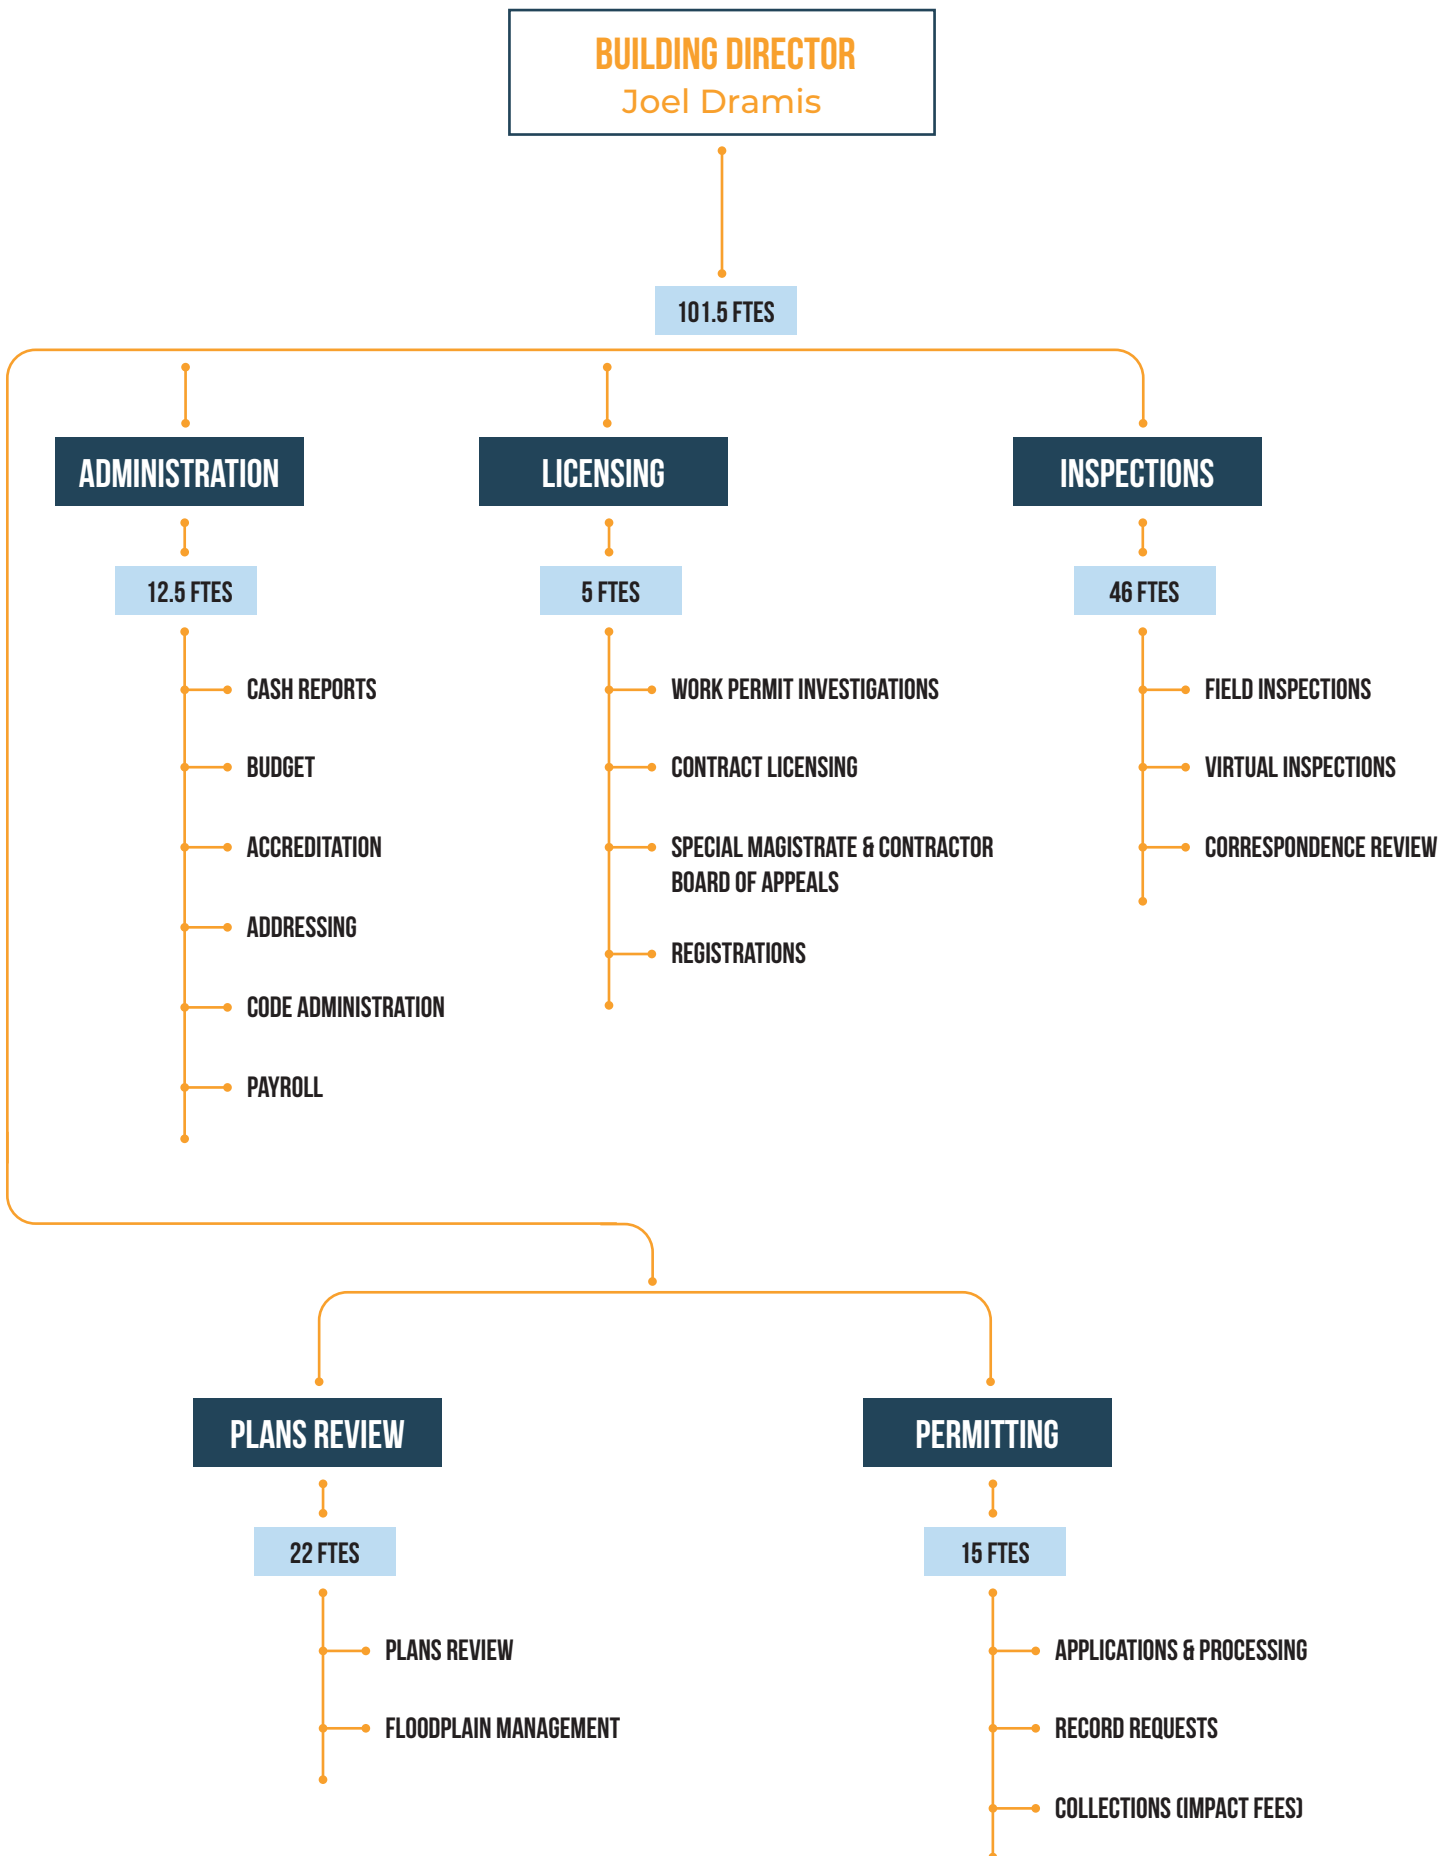 BUILDING DIRECTOR
Joel Dramis
101.5 FTES
ADMINISTRATION
12.5 FTES
CASH REPORTS
BUDGET
ACCREDITATION
ADDRESSING
CODE ADMINISTRATION
PAYROLL
LICENSING
5 FTES
WORK PERMIT INVESTIGATIONS
CONTRACT LICENSING
SPECIAL MAGISTRATE & CONTRACTOR
BOARD OF APPEALS
REGISTRATIONS
INSPECTIONS
46 FTES
FIELD INSPECTIONS
VIRTUAL INSPECTIONS
CORRESPONDENCE REVIEW
PLANS REVIEW
22 FTES
PLANS REVIEW
FLOODPLAIN MANAGEMENT
PERMITTING
15 FTES
APPLICATIONS & PROCESSING
RECORD REQUESTS
COLLECTIONS (IMPACT FEES)